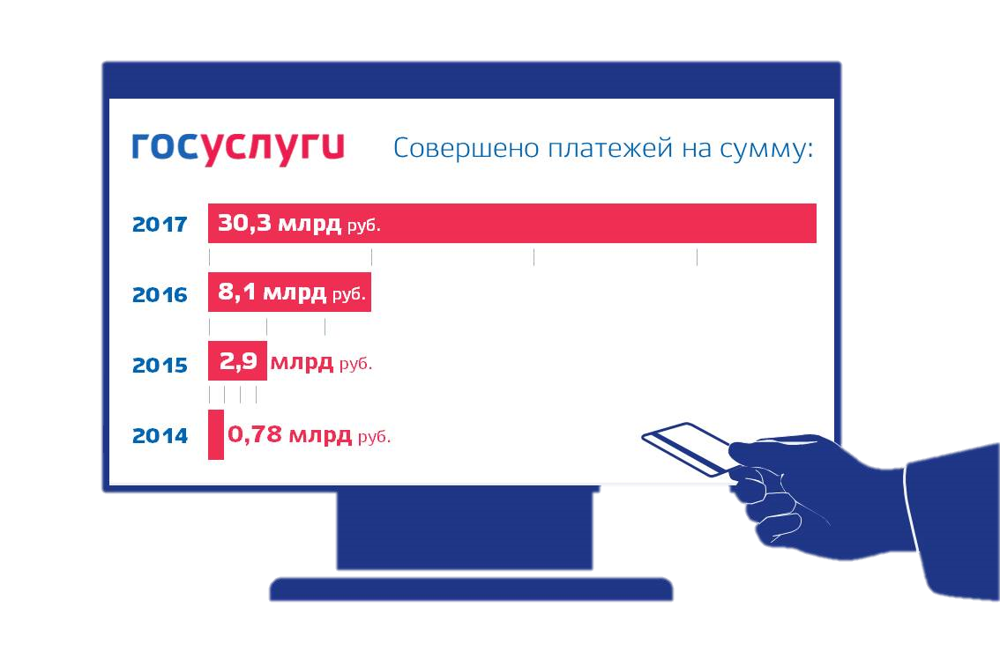 госуслуги
Совершено платежей на сумму:
2017 30,3 млрд руб.
2016 8,1 млрд руб.
2015 2,9 млрд руб.
2014 0,78 млрд руб.